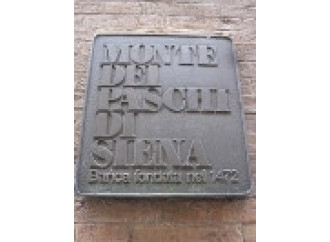 MONTE
DEI
PASCHI
DI
SIENA
Banca fondata nel 1472